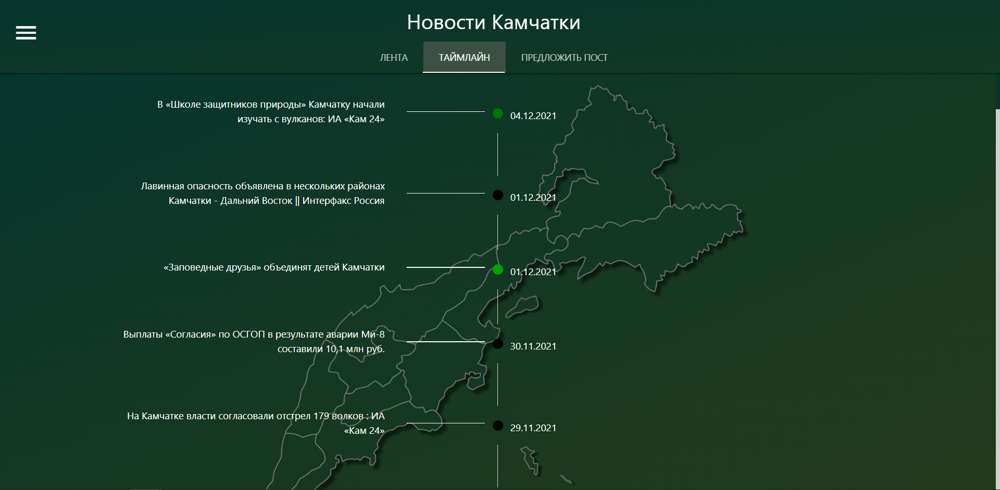 Новости Камчатки
ЛЕНТА
ТАЙМЛАЙН
ПРЕДЛОЖИТЬ ПОСТ
В «Школе защитников природы» Камчатку начали
изучать с вулканов: ИА «Кам 24»
04.12.2021
Лавинная опасность объявлена в нескольких районах
Камчатки - Дальний Восток || Интерфакс Россия
01.12.2021
«Заповедные друзья» объединят детей Камчатки
01.12.2021
Выплаты «Согласия» по ОСГОП в результате аварии Ми-8
составили 10,1 млн руб.
30.11.2021
На Камчатке власти согласовали отстрел 179 волков : ИА
«Кам 24»
29.11.2021